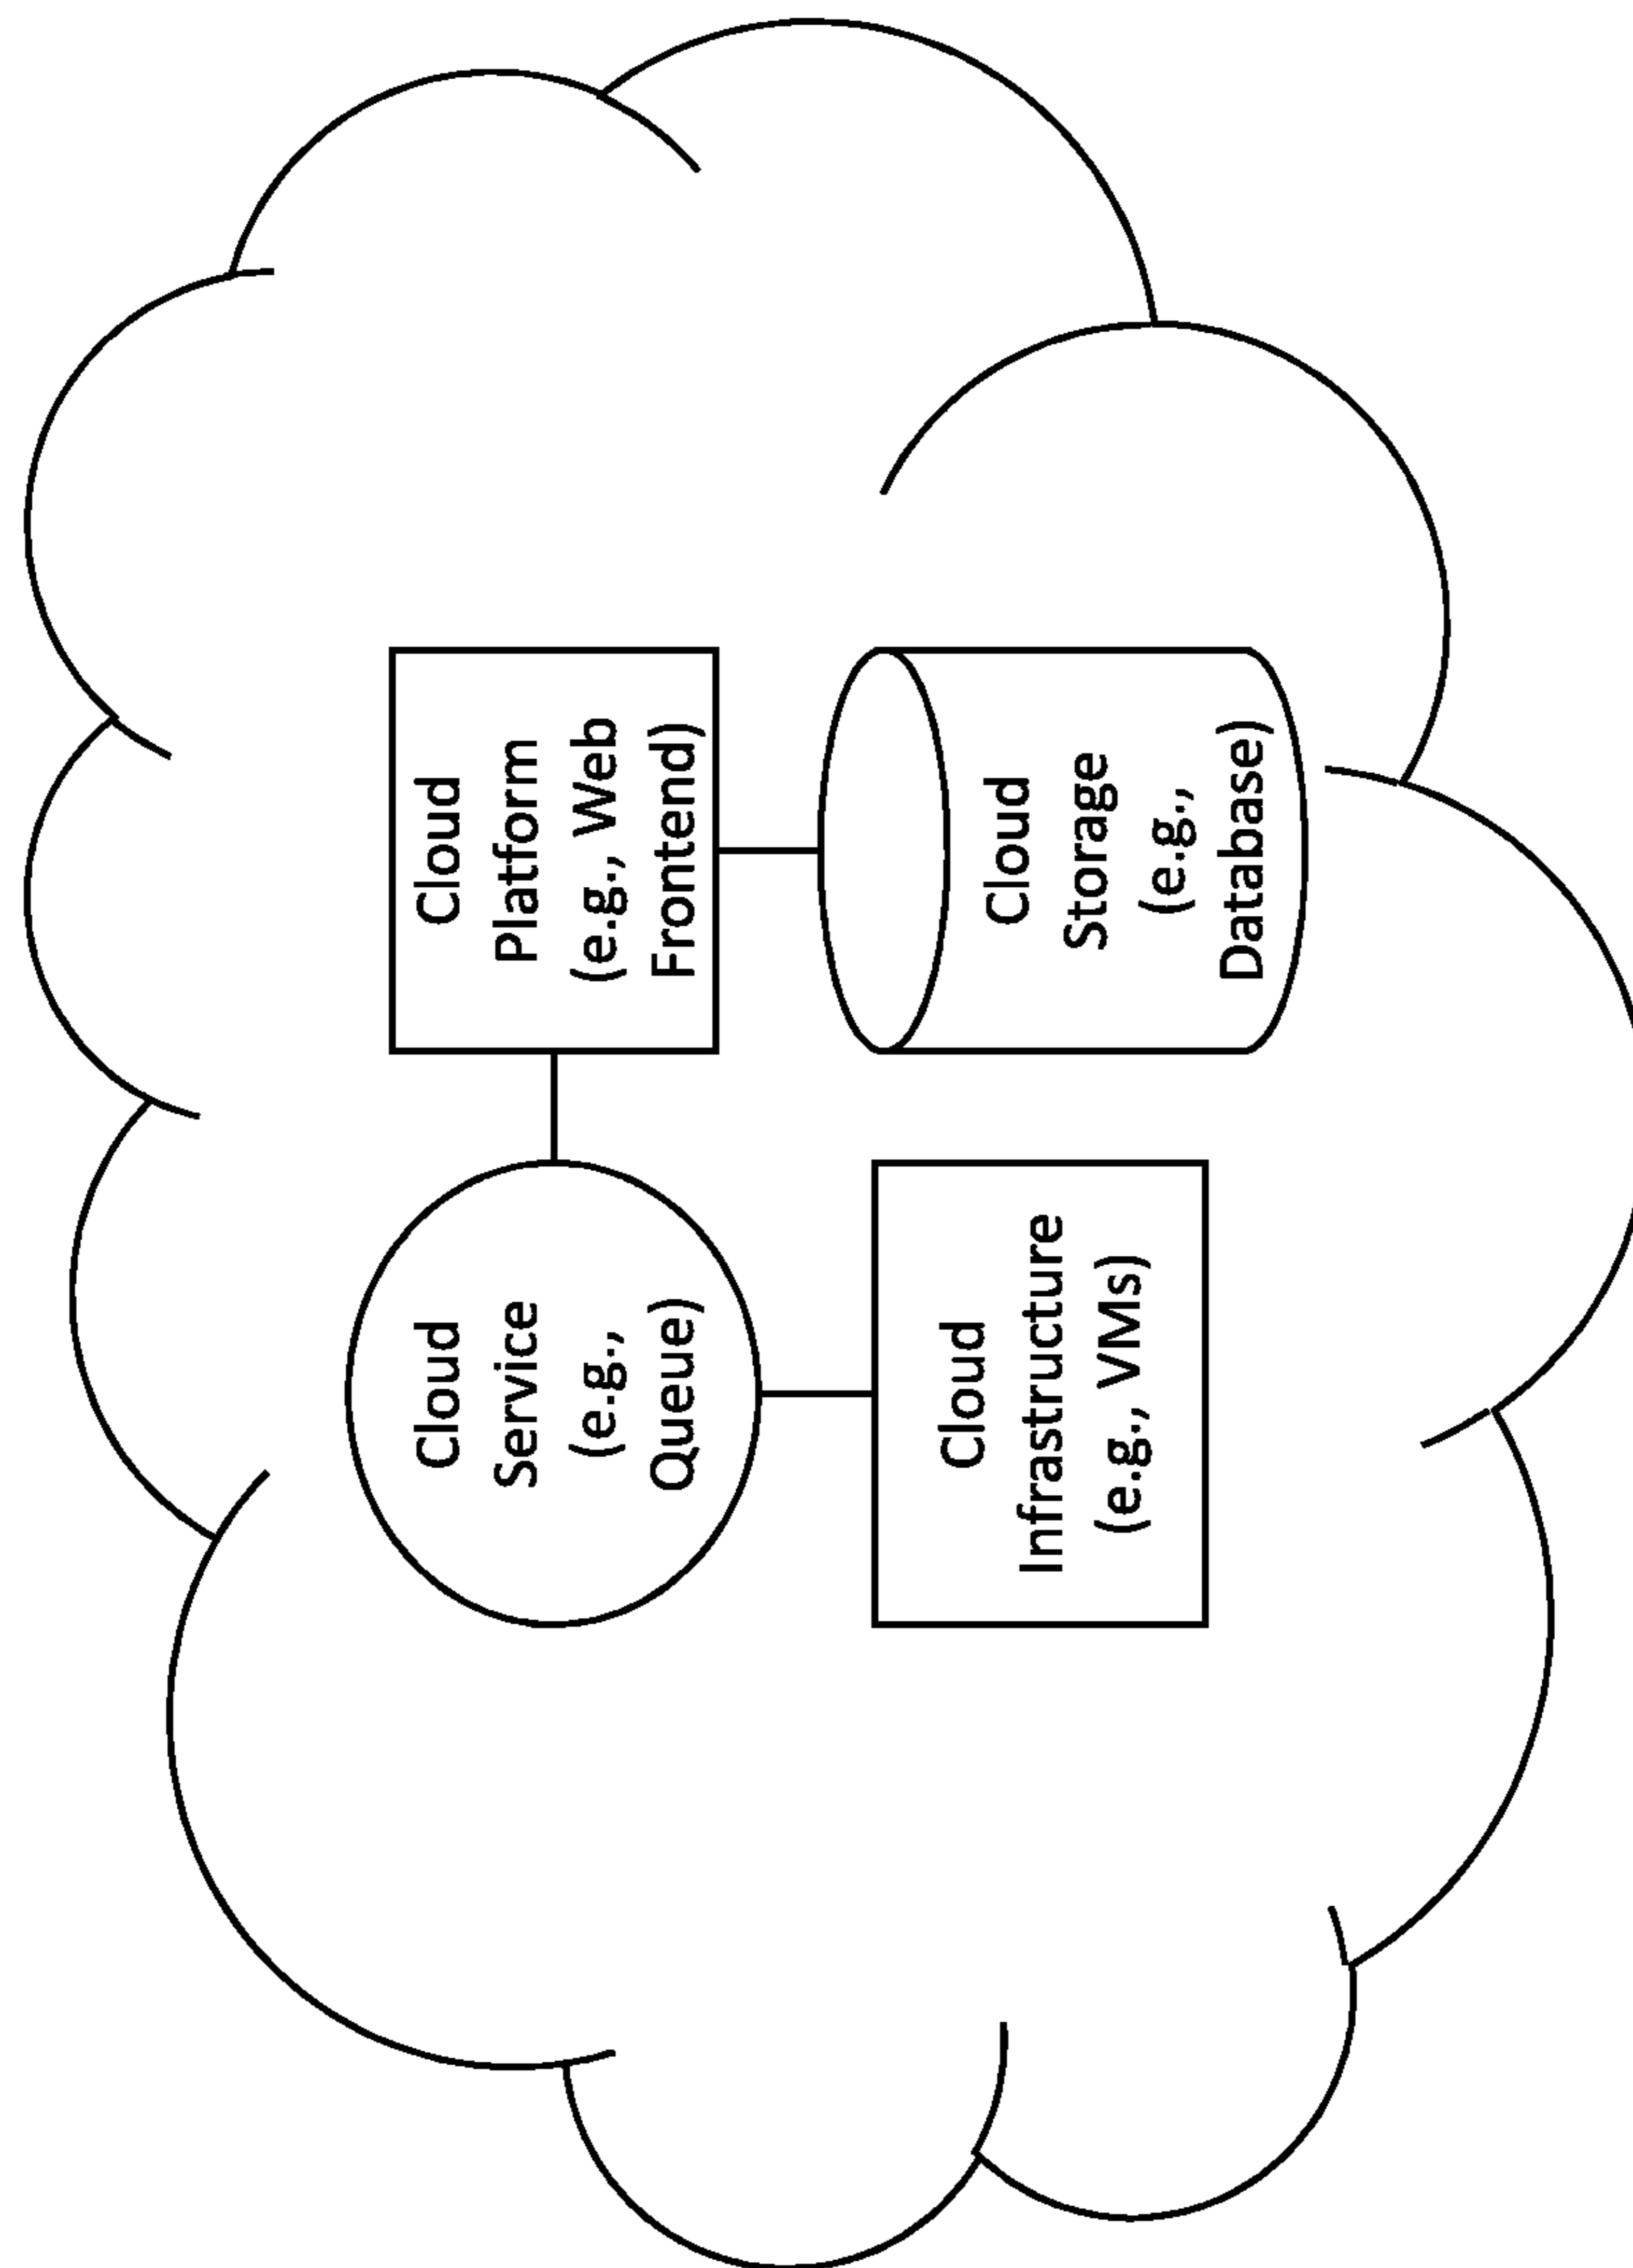 Cloud
Service
(e.g.,
Queue)
Cloud
Platform
(e.g., Web
Frontend)
Cloud
Infrastructure
(e.g., VMs)
Cloud
Storage
(e.g.,
Database)